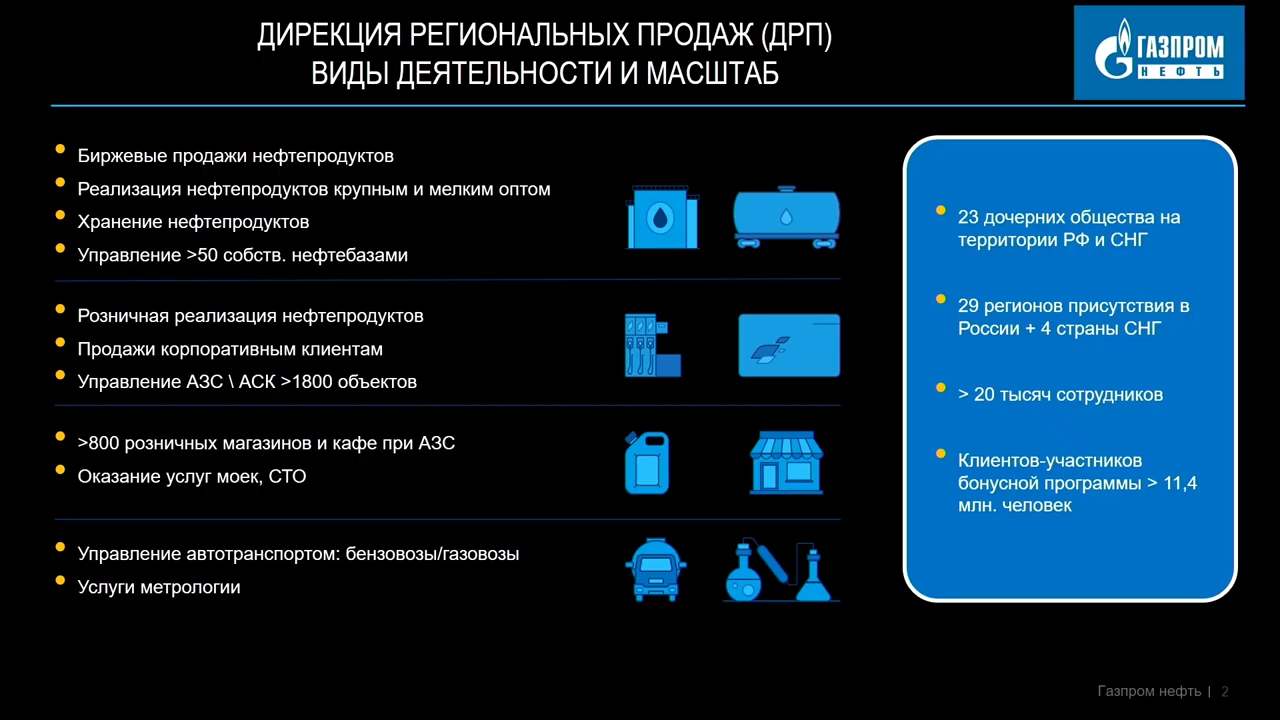 ДИРЕКЦИЯ РЕГИОНАЛЬНЫХ ПРОДАЖ (ДРП)
ВИДЫ ДЕЯТЕЛЬНОСТИ И МАСШТАБ
ГАЗПРОМ
НЕФТЬ
Биржевые продажи нефтепродуктов
Реализация нефтепродуктов крупным и мелким оптом
Хранение нефтепродуктов
Управление >50 собств. нефтебазами
Розничная реализация нефтепродуктов
Продажи корпоративным клиентам
Управление АЗС \ АСК >1800 объектов
>800 розничных магазинов и кафе при АЗС
Оказание услуг моек, СТО
Управление автотранспортом: бензовозы/газовозы
Услуги метрологии
23 дочерних общества на
территории РФ и СНГ
29 регионов присутствия в
России + 4 страны СНГ
> 20 тысяч сотрудников
Клиентов-участников
бонусной программы > 11,4
млн. человек
Газпром нефть | 2